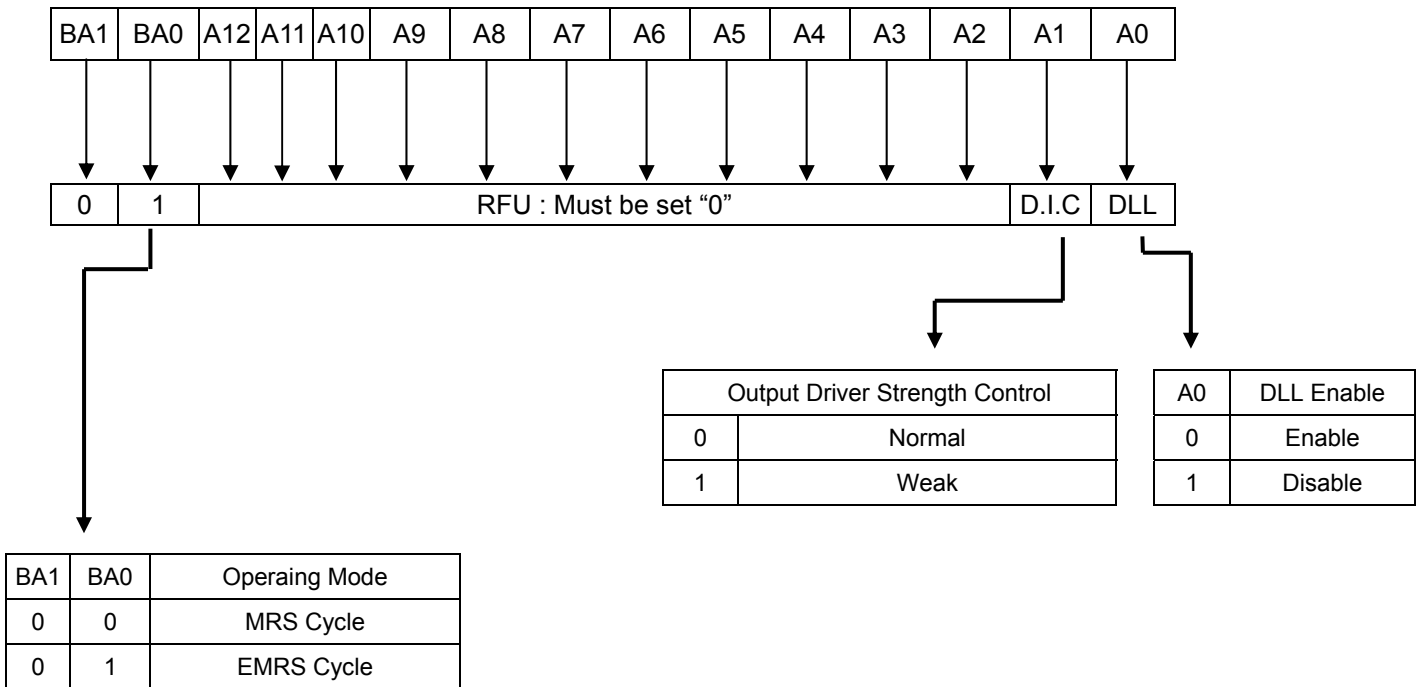 BA1 BA0 A12 A11 A10 A9 A8 A7 A6 A5 A4 A3 A2 A1 A0
0 1 RFU : Must be set “0” D.I.C DLL
Output Driver Strength Control
0 Normal
1 Weak
A0 DLL Enable
0 Enable
1 Disable
BA1 BA0 Operaing Mode
0 0 MRS Cycle
0 1 EMRS Cycle